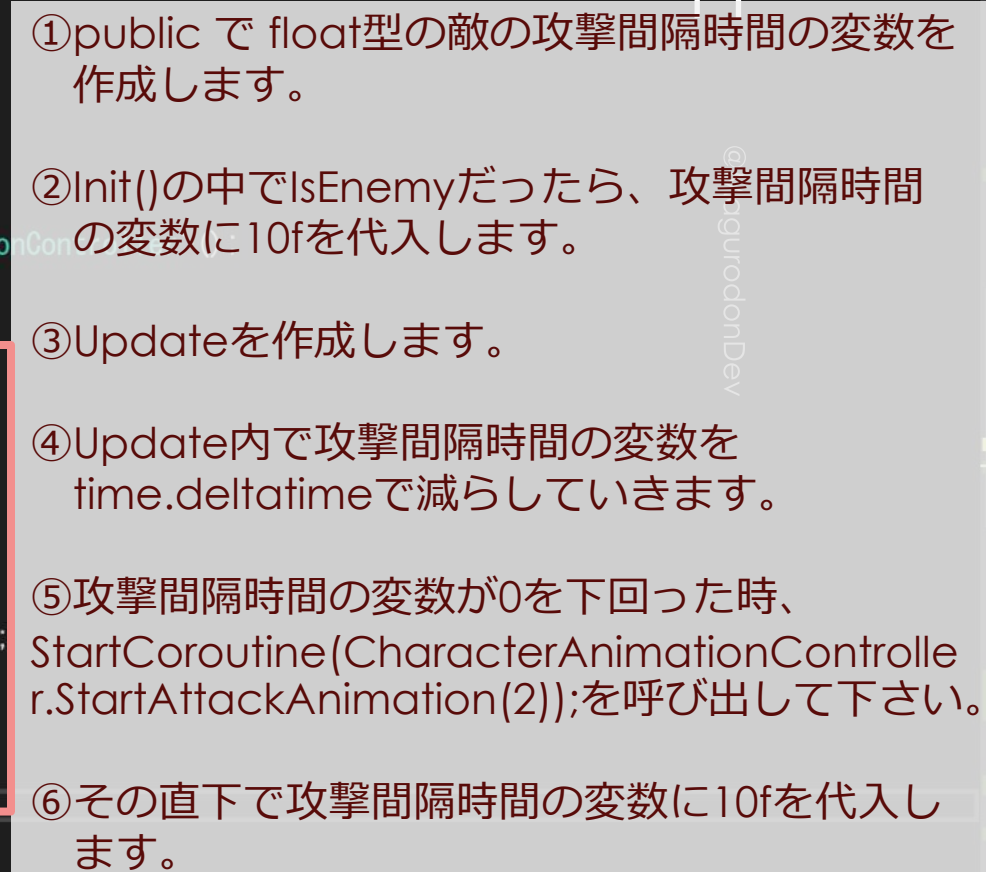 ①public で float型の敵の攻撃間隔時間の変数を
作成します。
②Init()の中でIsEnemyだったら、攻撃間隔時間
の変数に10fを代入します。
③Updateを作成します。
④Update内で攻撃間隔時間の変数を
time.deltatimeで減らしていきます。
⑤攻撃間隔時間の変数が0を下回った時、
StartCoroutine(CharacterAnimationControlle
r.StartAttackAnimation(2));を呼び出して下さい。
⑥その直下で攻撃間隔時間の変数に10fを代入し
ます。